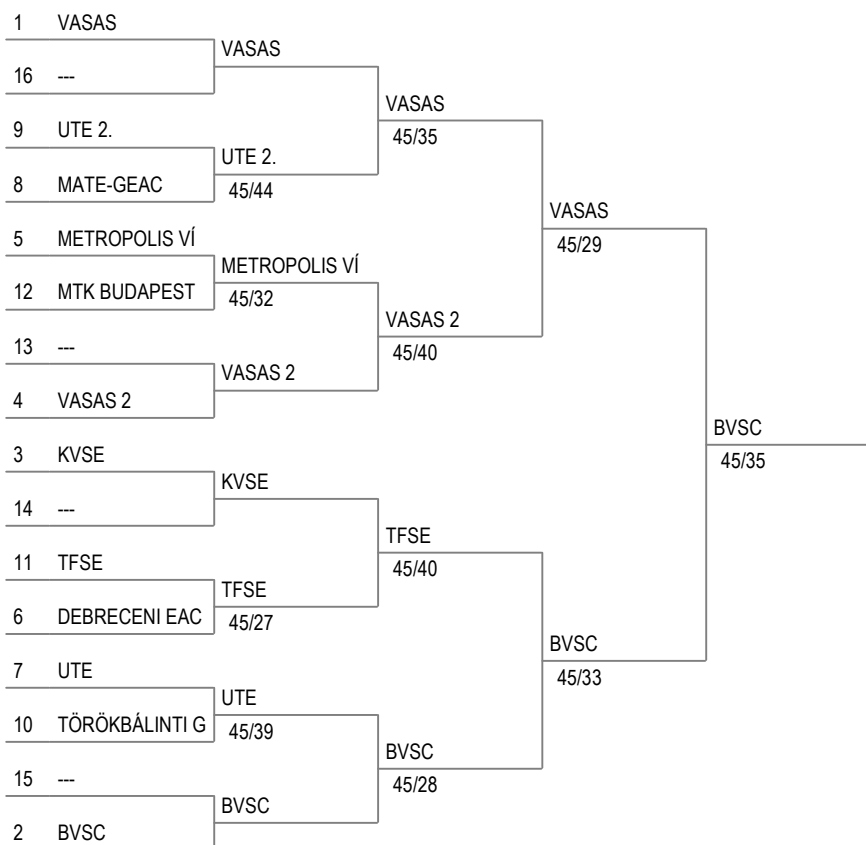 1 VASAS
VASAS
16 ---
VASAS
45/35
9 UTE 2.
UTE 2.
45/44
8 MATE-GEAC
VASAS
45/29
5 METROPOLIS VÍ
METROPOLIS VÍ
45/32
12 MTK BUDAPEST
VASAS 2
45/40
13 ---
VASAS 2
4 VASAS 2
BVSC
45/35
3 KVSE
KVSE
14 ---
TFSE
45/40
11 TFSE
TFSE
45/27
6 DEBRECENI EAC
BVSC
45/33
7 UTE
UTE
45/39
10 TÖRÖKBÁLINTI G
BVSC
45/28
15 ---
BVSC
2 BVSC